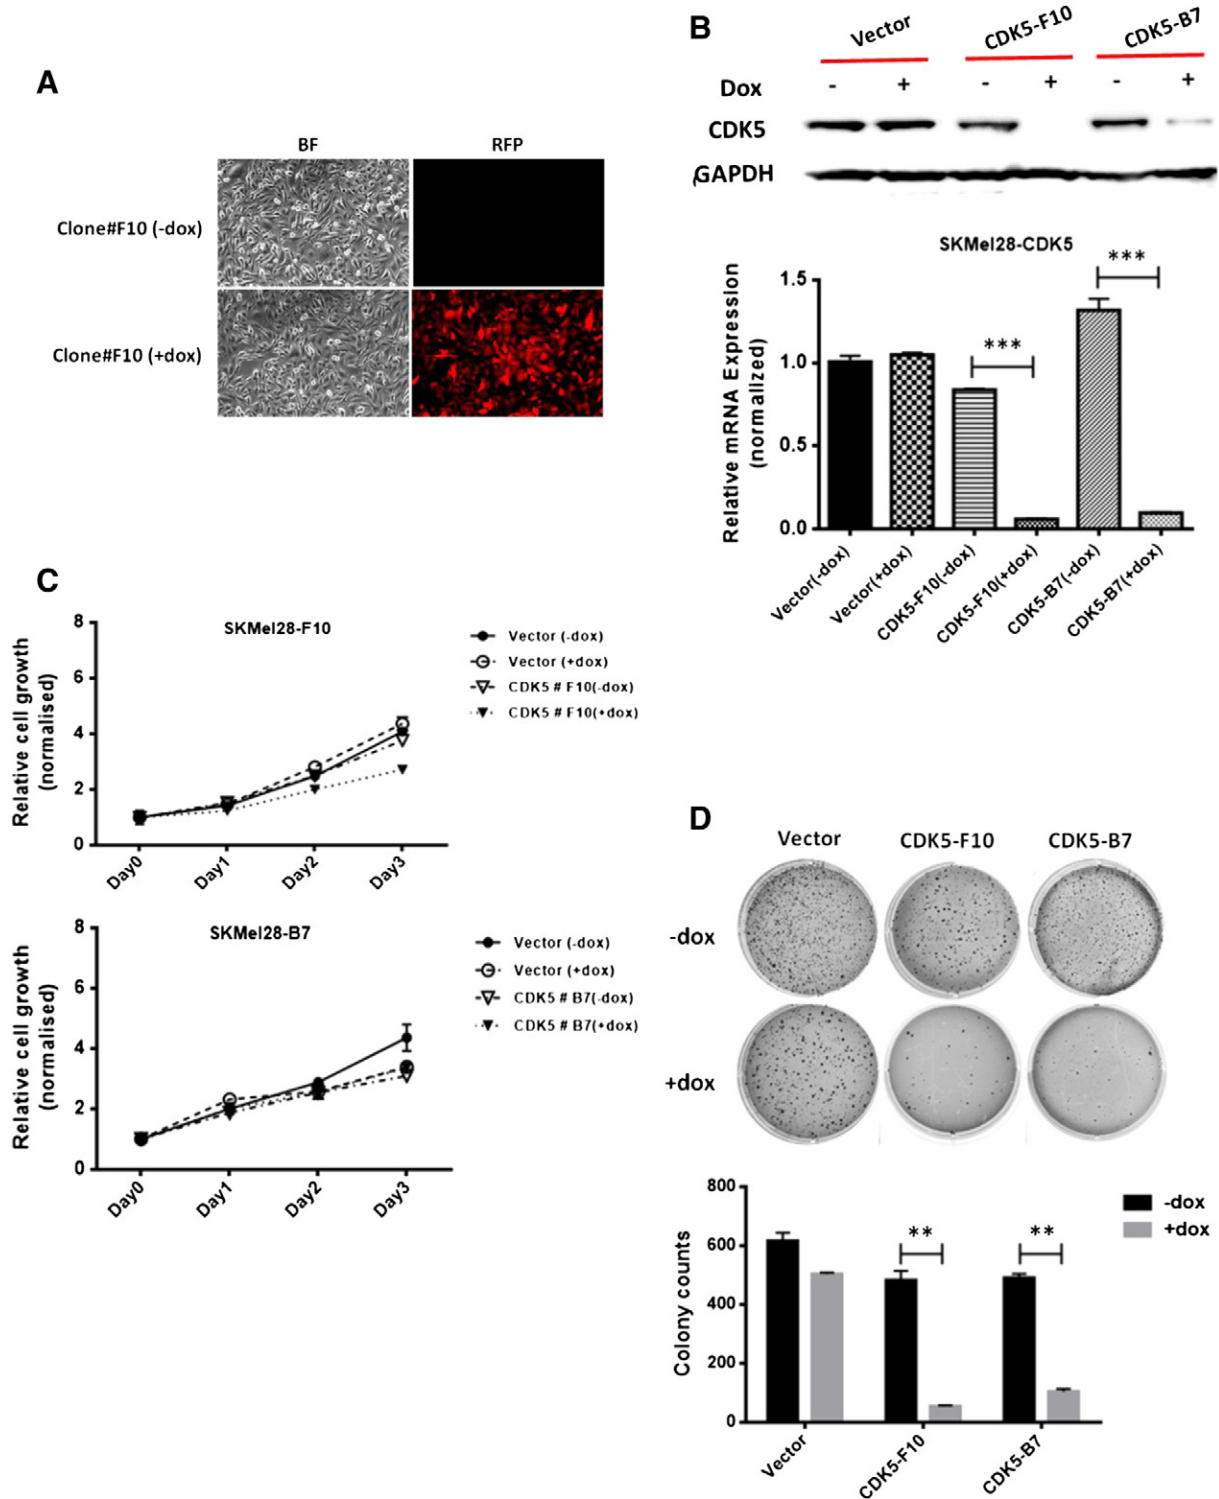 A
BF RFP
Clone#F10 (-dox)
Clone#F10 (+dox)
B
Vector CDK5-F10 CDK5-B7
Dox - + - + - +
CDK5
GAPDH
SKMel28-CDK5
Relative mRNA Expression
(normalized)
1.5
1.0
0.5
0.0
***
***
Vector(-dox)
Vector(+dox)
CDK5-F10(-dox)
CDK5-F10(+dox)
CDK5-B7(-dox)
CDK5-B7(+dox)
C
SKMel28-F10
Relative cell growth
(normalised)
8
6
4
2
0
Day0 Day1 Day2 Day3
Vector (-dox)
Vector (+dox)
CDK5 # F10(-dox)
CDK5 # F10(+dox)
SKMel28-B7
Relative cell growth
(normalised)
8
6
4
2
0
Day0 Day1 Day2 Day3
Vector (-dox)
Vector (+dox)
CDK5 # B7(-dox)
CDK5 # B7(+dox)
D
Vector CDK5-F10 CDK5-B7
-dox
+dox
Colony counts
800
600
400
200
0
** **
Vector CDK5-F10 CDK5-B7
-dox
+dox